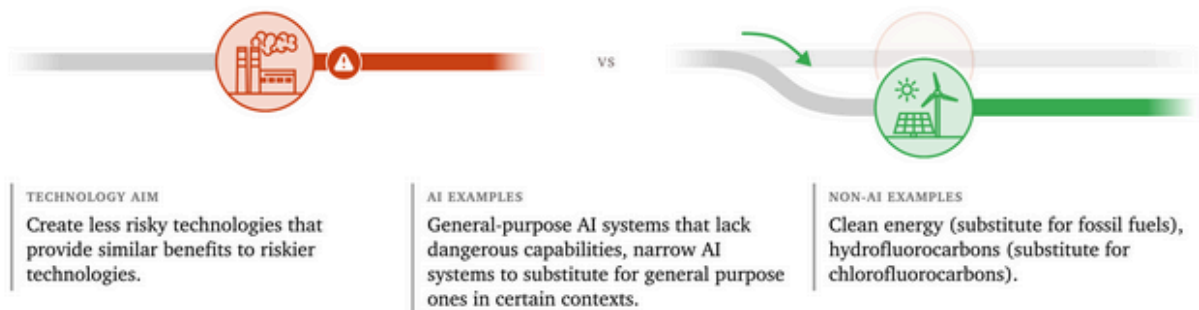 VS
TECHNOLOGY AIM
Create less risky technologies that
provide similar benefits to riskier
technologies.
AI EXAMPLES
General-purpose AI systems that lack
dangerous capabilities, narrow AI
systems to substitute for general purpose
ones in certain contexts.
NON-AI EXAMPLES
Clean energy (substitute for fossil fuels),
hydrofluorocarbons (substitute for
chlorofluorocarbons).